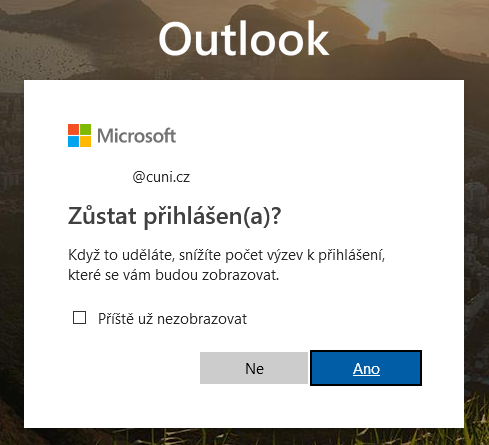 Outlook
Microsoft
@cuni.cz
Zůstat přihlášen(a)?
Když to uděláte, snížíte počet výzev k přihlášení,
které se vám budou zobrazovat.
Příště už nezobrazovat
Ne
Ano